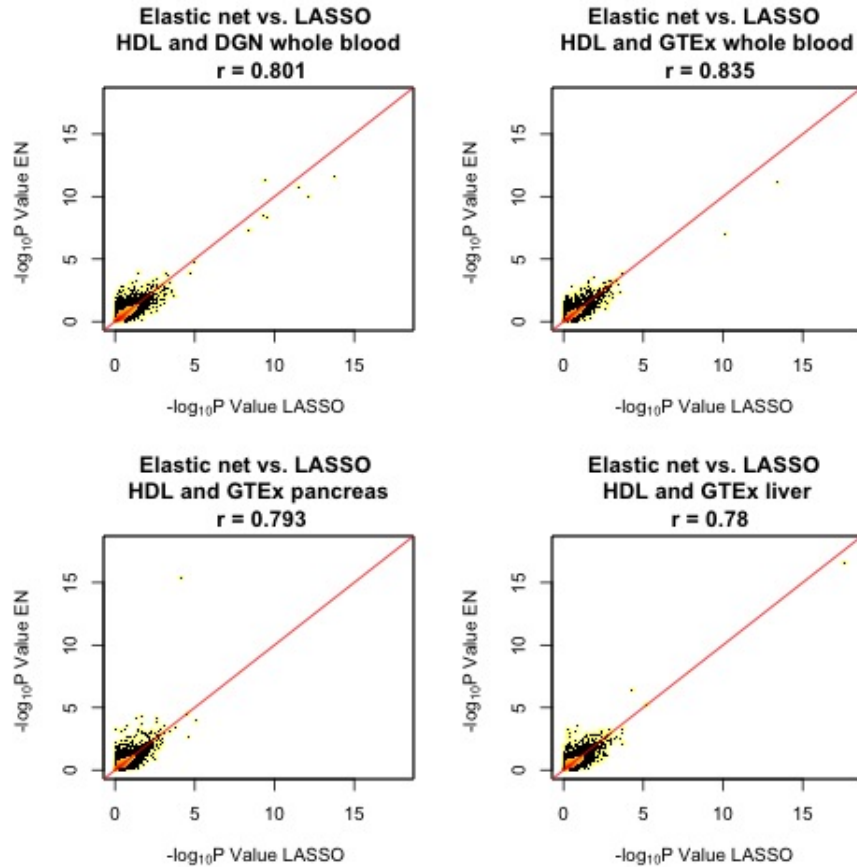 Elastic net vs. LASSO
HDL and DGN whole blood
r = 0.801
-log₁₀P Value EN
15
10
5
0
0 5 10 15
-log₁₀P Value LASSO
Elastic net vs. LASSO
HDL and GTEx whole blood
r = 0.835
-log₁₀P Value EN
15
10
5
0
0 5 10 15
-log₁₀P Value LASSO
Elastic net vs. LASSO
HDL and GTEx pancreas
r = 0.793
-log₁₀P Value EN
15
10
5
0
0 5 10 15
-log₁₀P Value LASSO
Elastic net vs. LASSO
HDL and GTEx liver
r = 0.78
-log₁₀P Value EN
15
10
5
0
0 5 10 15
-log₁₀P Value LASSO